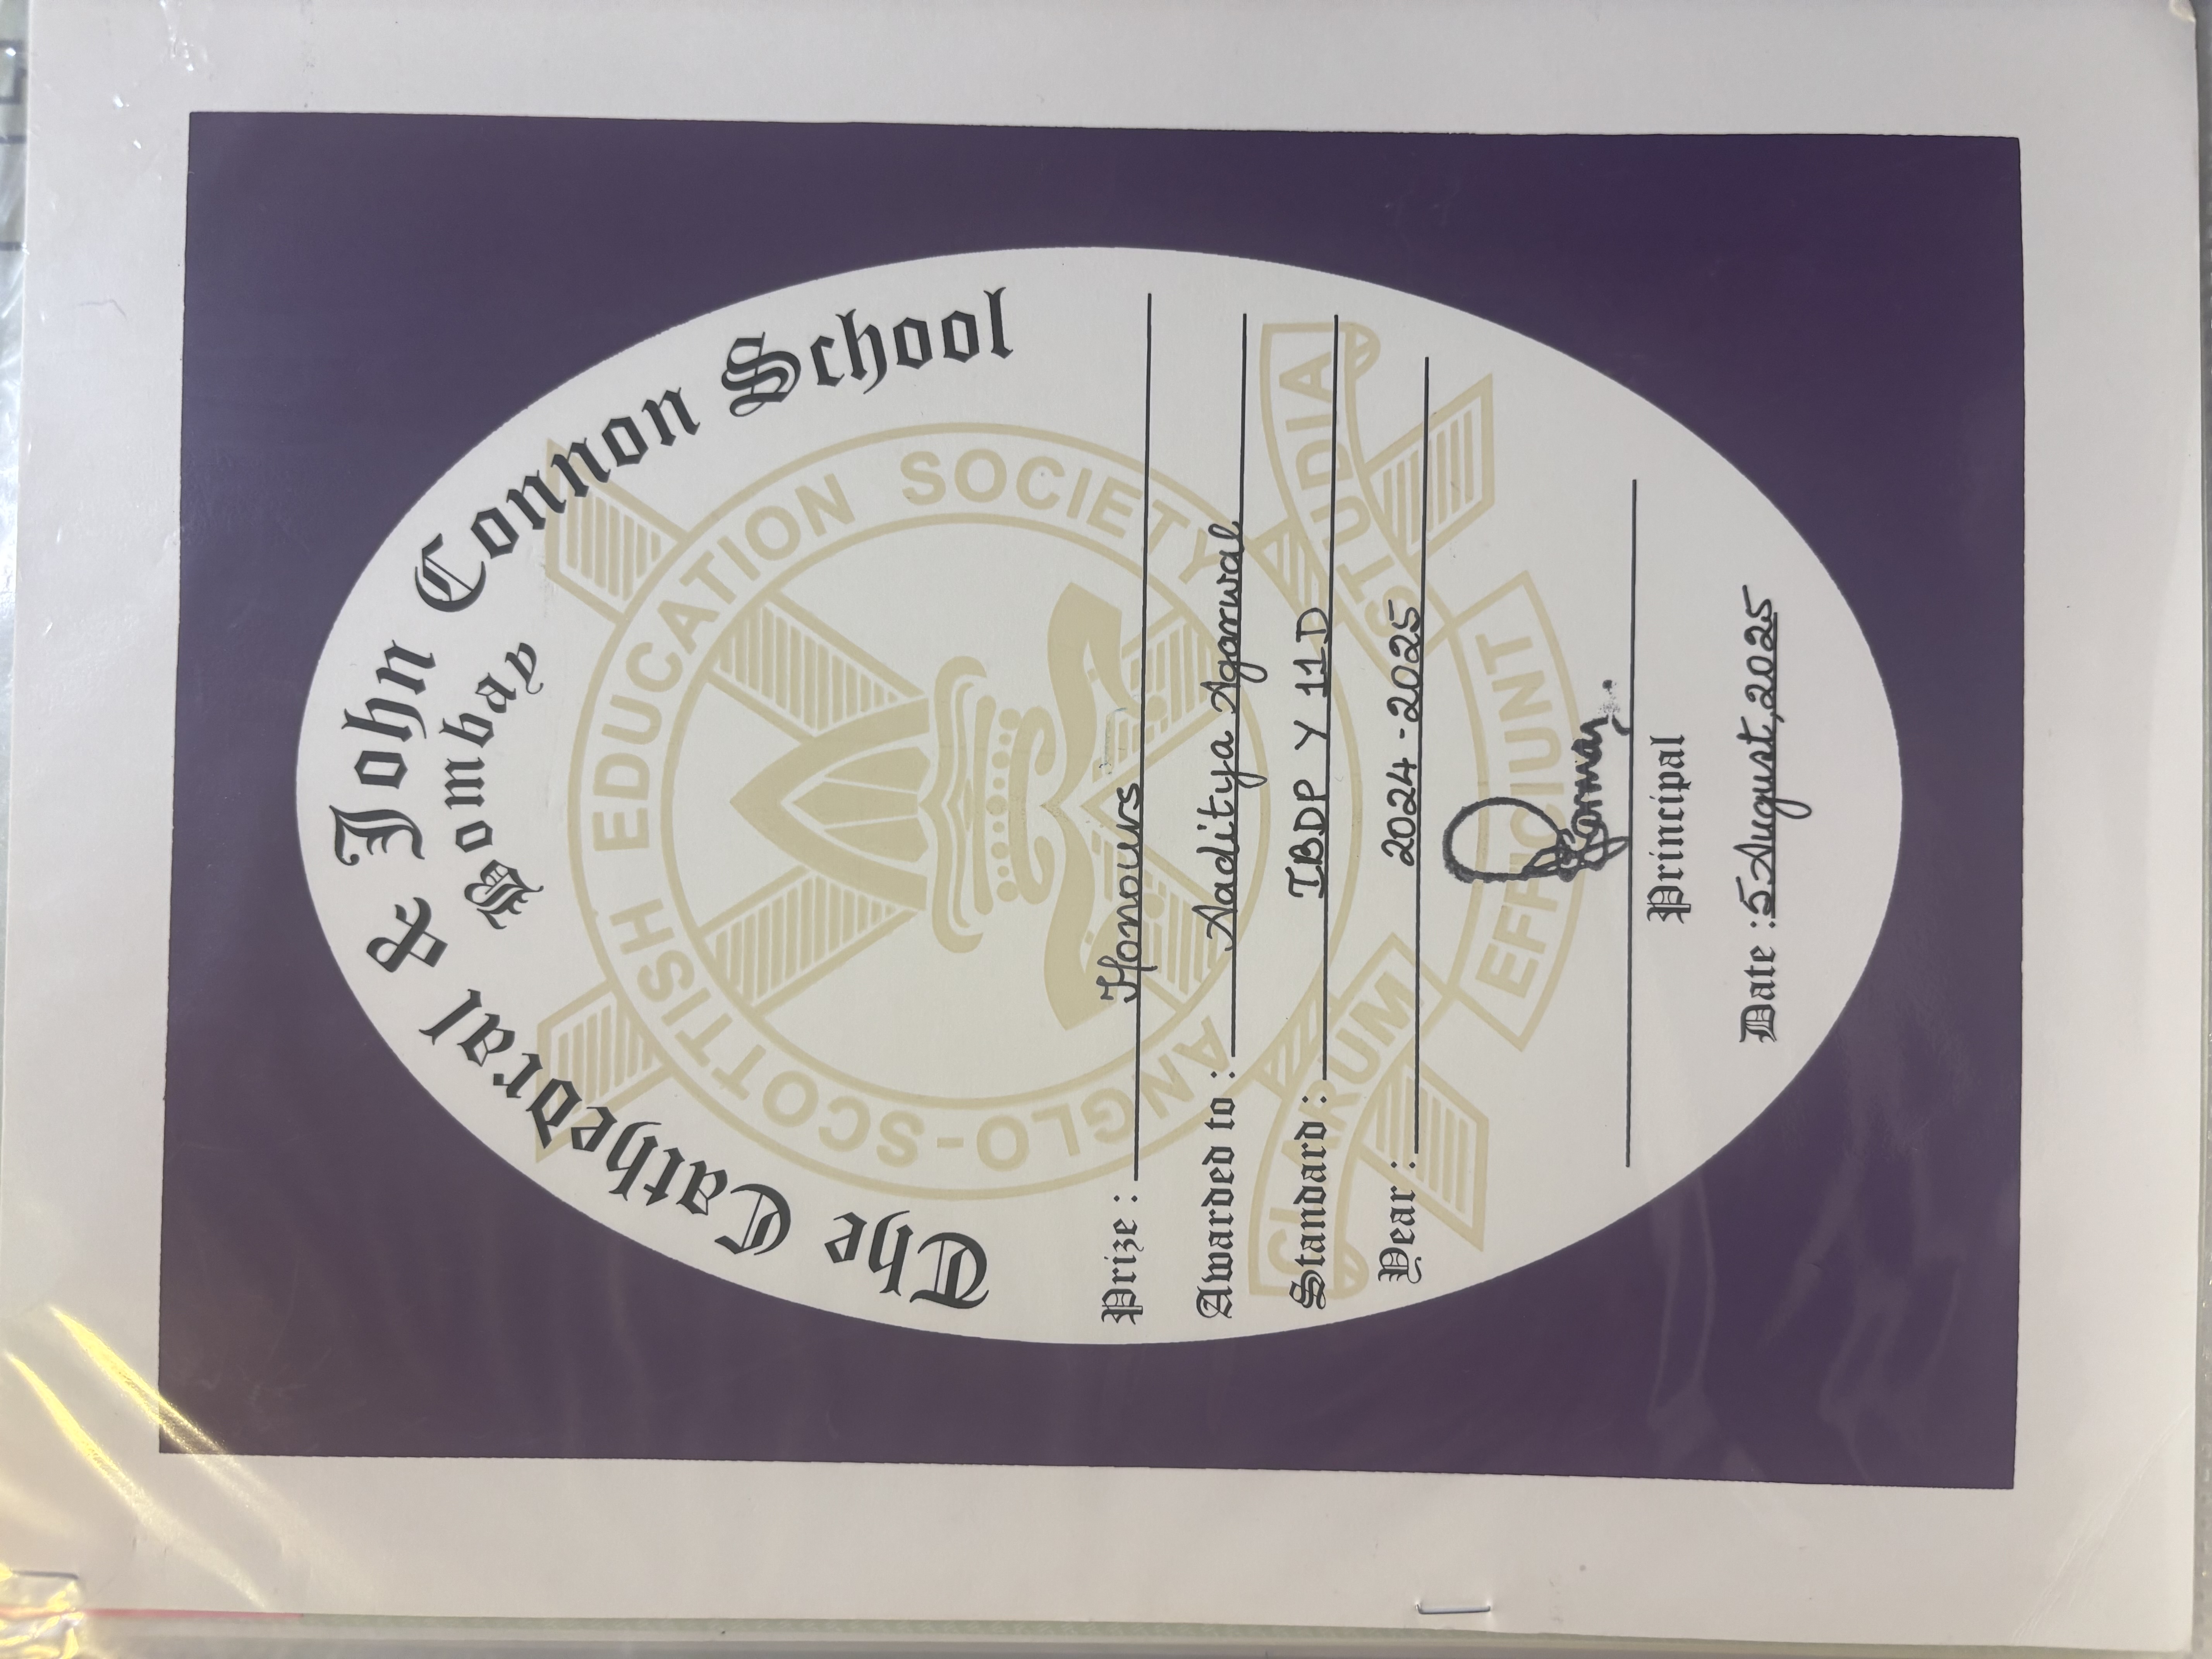 The Cathedral & John Connon School
Bombay
ANGLO-SCOTTISH EDUCATION SOCIETY
Prize : Honours
Awarded to : Aaditya Agarwal
Standard : IBDP Y 11 D
Year : 2024 - 2025
CLARUM EFFICIUNT STUDIA
Principal
Date : 5 August, 2025